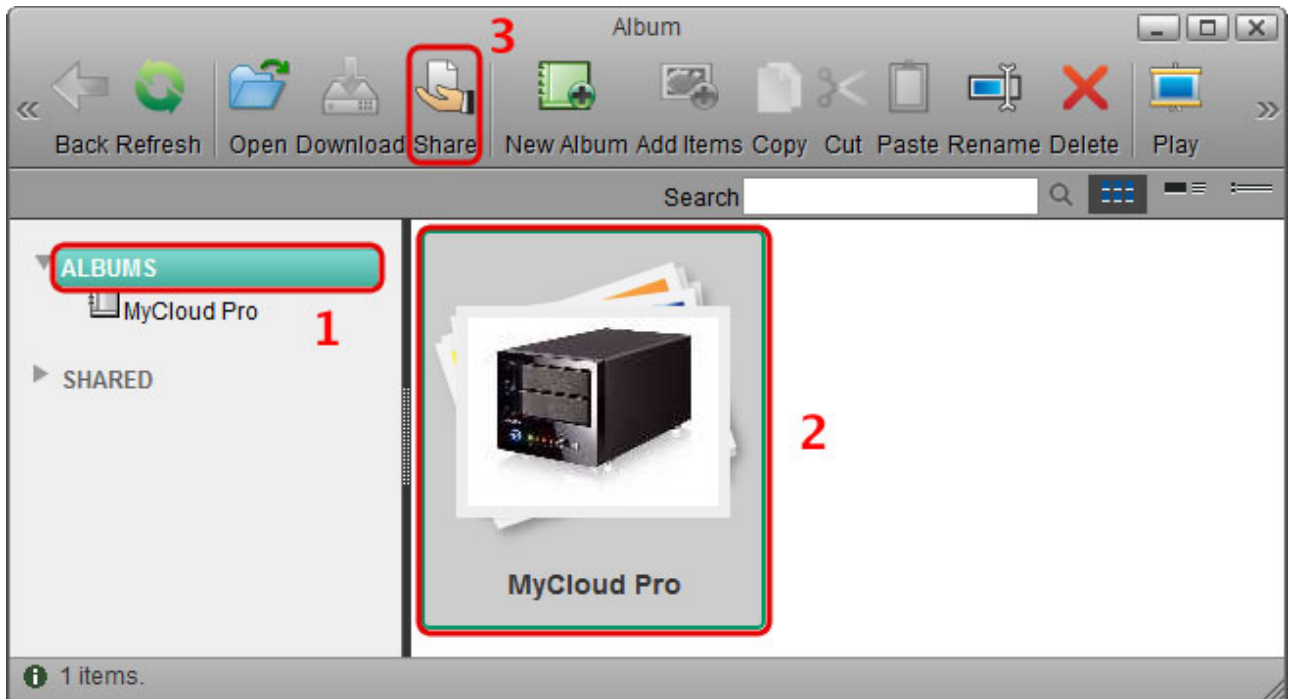 Album
3
« Back Refresh Open Download Share New Album Add Items Copy Cut Paste Rename Delete Play »
Search
ALBUMS
MyCloud Pro
1
SHARED
2
MyCloud Pro
1 items.